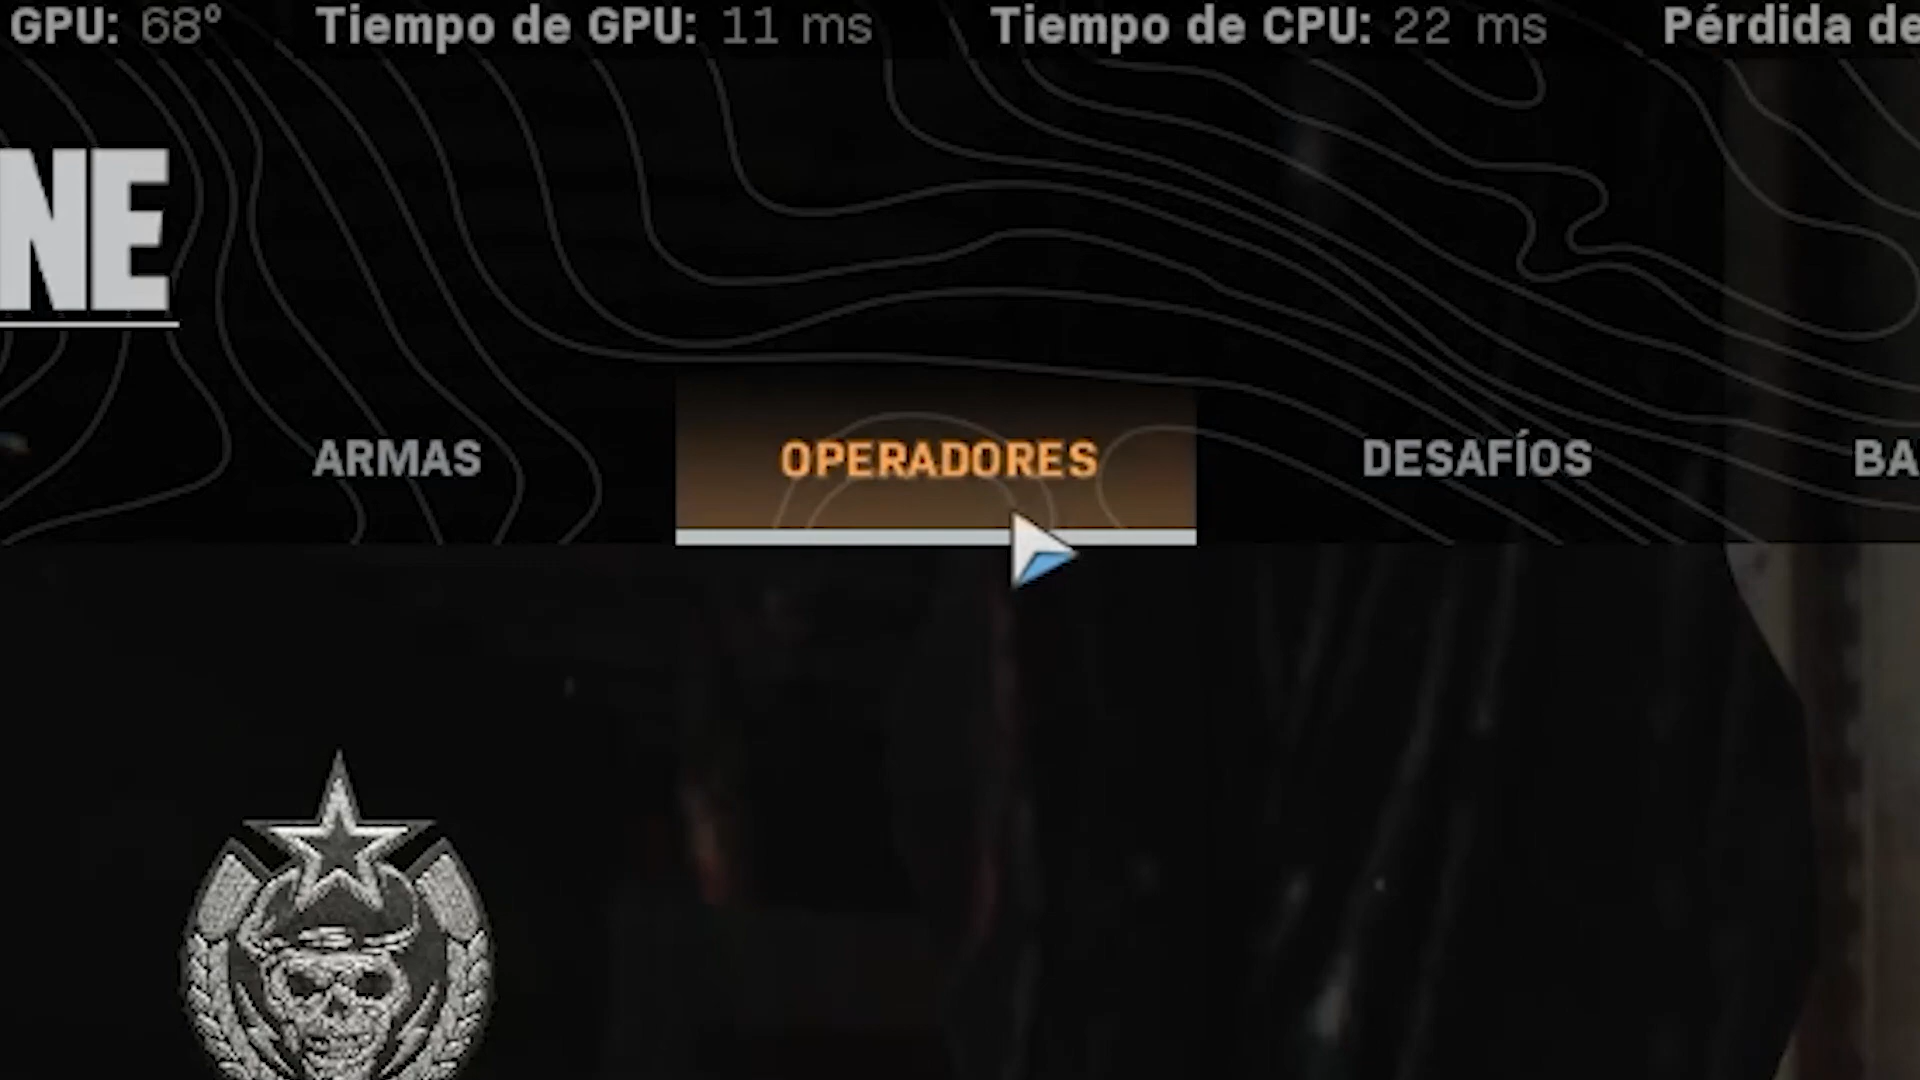 GPU: 68° Tiempo de GPU: 11 ms Tiempo de CPU: 22 ms Pérdida de
NE
ARMAS OPERADORES DESAFÍOS BA